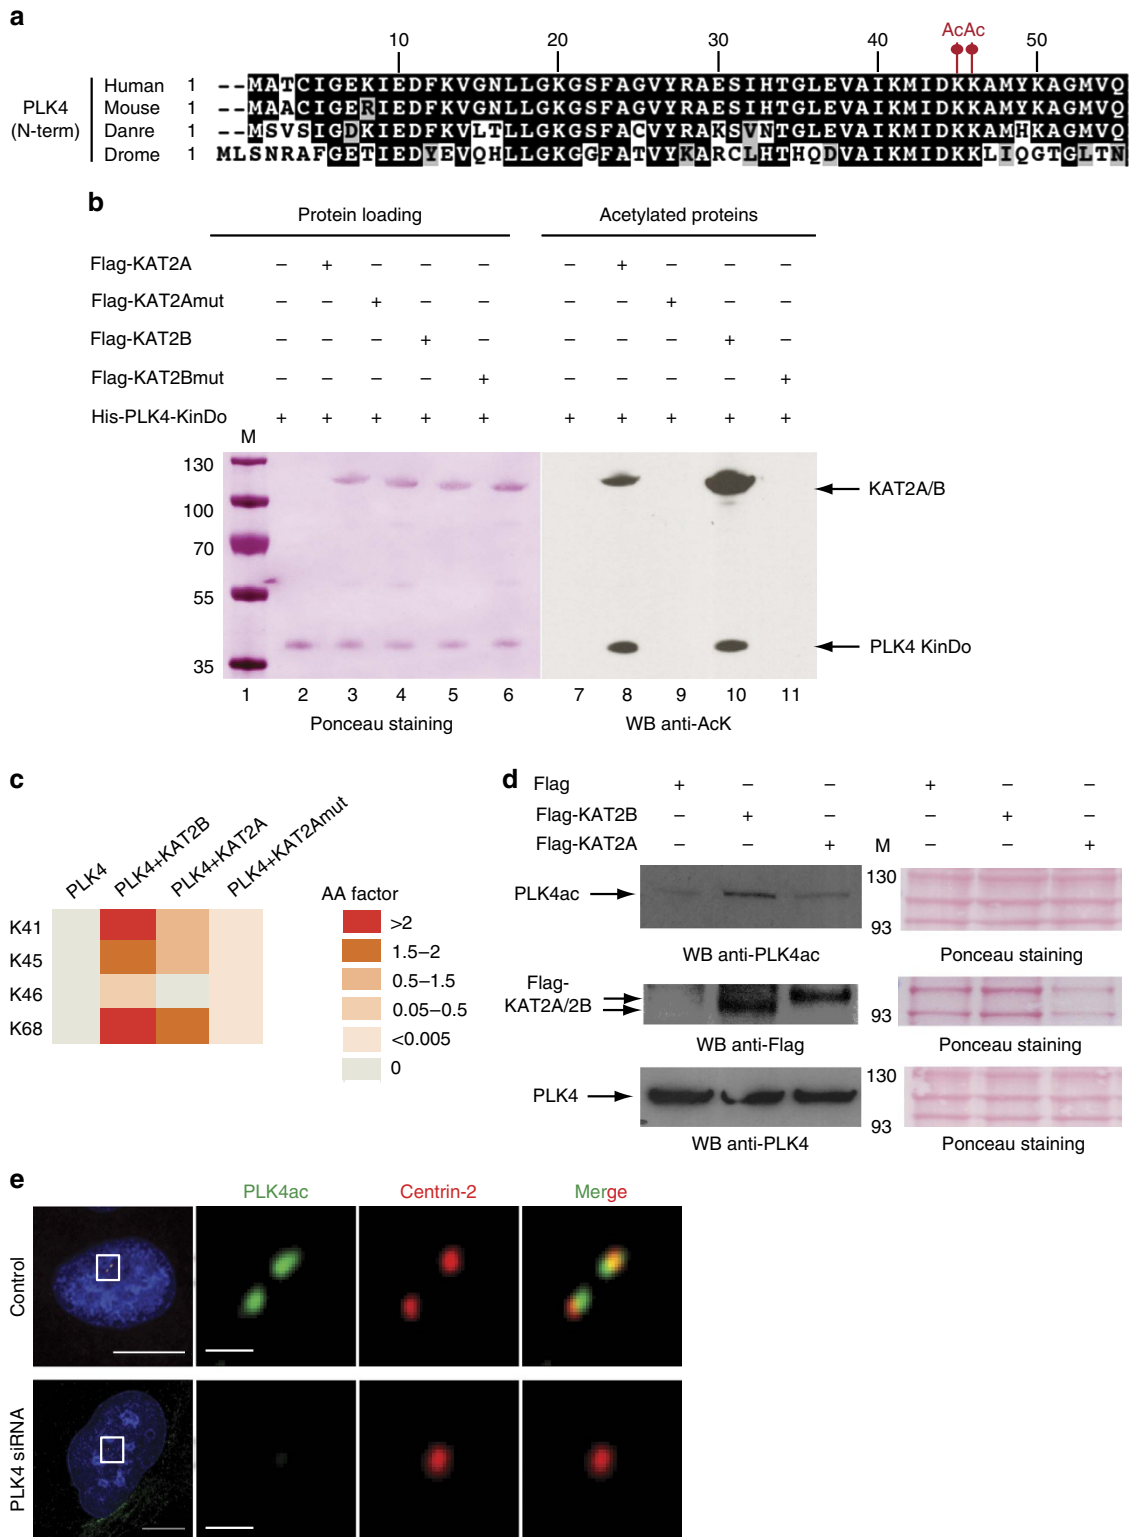 a
10 20 30 40 AcAc 50
PLK4
(N-term)
Human 1 --MATCIGEKIEDFKVGNLLGKGSFAGVYRAESIHTGLEVAIKMIDKKAMYKAGMVQ
Mouse 1 --MAACIGERIEDFKVGNLLGKGSFAGVYRAESIHTGLEVAIKMIDKKAMYKAGMVQ
Danre 1 --MSVSIGDKIEDFKVLTLLGKGSFACVYRAKSVNTGLEVAIKMIDKKAMHKAGMVQ
Drome 1 MLSNRAFGETIEDYEVQHLLGKGGFATVYKARCLHTHQDVAIKMIDKKLIQGTGLTN
b
Protein loading Acetylated proteins
Flag-KAT2A – + – – – – + – – –
Flag-KAT2Amut – – + – – – – + – –
Flag-KAT2B – – – + – – – – + –
Flag-KAT2Bmut – – – – + – – – – +
His-PLK4-KinDo + + + + + + + + + +
M
130
100
70
55
35
KAT2A/B
PLK4 KinDo
1 2 3 4 5 6 7 8 9 10 11
Ponceau staining WB anti-AcK
c
PLK4 PLK4+KAT2B PLK4+KAT2A PLK4+KAT2Amut
K41
K45
K46
K68
AA factor
>2
1.5–2
0.5–1.5
0.05–0.5
<0.005
0
d
Flag + – – + – –
Flag-KAT2B – + – – + –
Flag-KAT2A – – + M – – +
PLK4ac
130
93
WB anti-PLK4ac Ponceau staining
Flag-
KAT2A/2B
93
WB anti-Flag Ponceau staining
PLK4
130
93
WB anti-PLK4 Ponceau staining
e
PLK4ac Centrin-2 Merge
Control
PLK4 siRNA